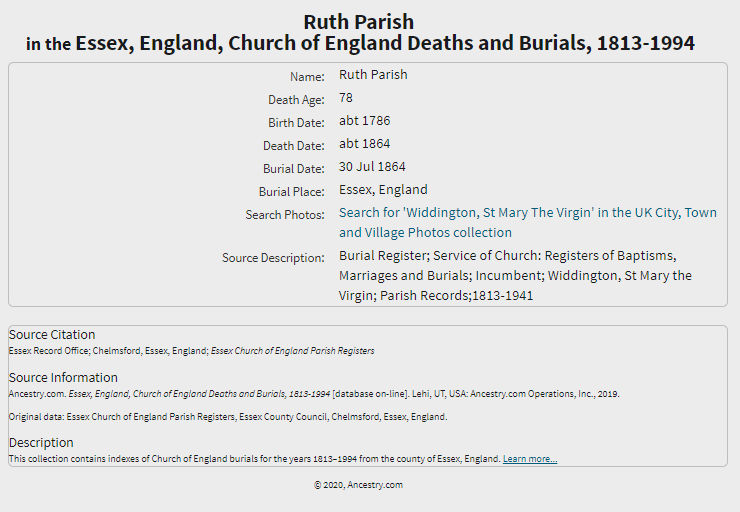 Ruth Parish
in the Essex, England, Church of England Deaths and Burials, 1813-1994
Name: Ruth Parish
Death Age: 78
Birth Date: abt 1786
Death Date: abt 1864
Burial Date: 30 Jul 1864
Burial Place: Essex, England
Search Photos: Search for 'Widdington, St Mary The Virgin' in the UK City, Town
and Village Photos collection
Source Description: Burial Register; Service of Church: Registers of Baptisms,
Marriages and Burials; Incumbent; Widdington, St Mary the
Virgin; Parish Records;1813-1941
Source Citation
Essex Record Office; Chelmsford, Essex, England; Essex Church of England Parish Registers
Source Information
Ancestry.com. Essex, England, Church of England Deaths and Burials, 1813-1994 [database on-line]. Lehi, UT, USA: Ancestry.com Operations, Inc., 2019.
Original data: Essex Church of England Parish Registers, Essex County Council, Chelmsford, Essex, England.
Description
This collection contains indexes of Church of England burials for the years 1813–1994 from the county of Essex, England. Learn more...
© 2020, Ancestry.com